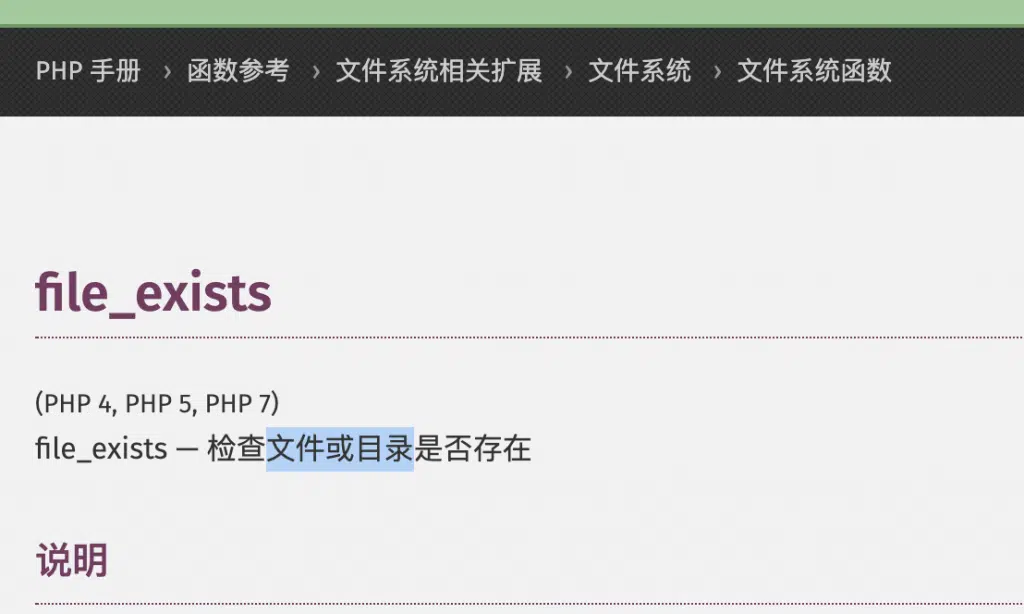 PHP 手册 › 函数参考 › 文件系统相关扩展 › 文件系统 › 文件系统函数
file_exists
(PHP 4, PHP 5, PHP 7)
file_exists — 检查文件或目录是否存在
说明